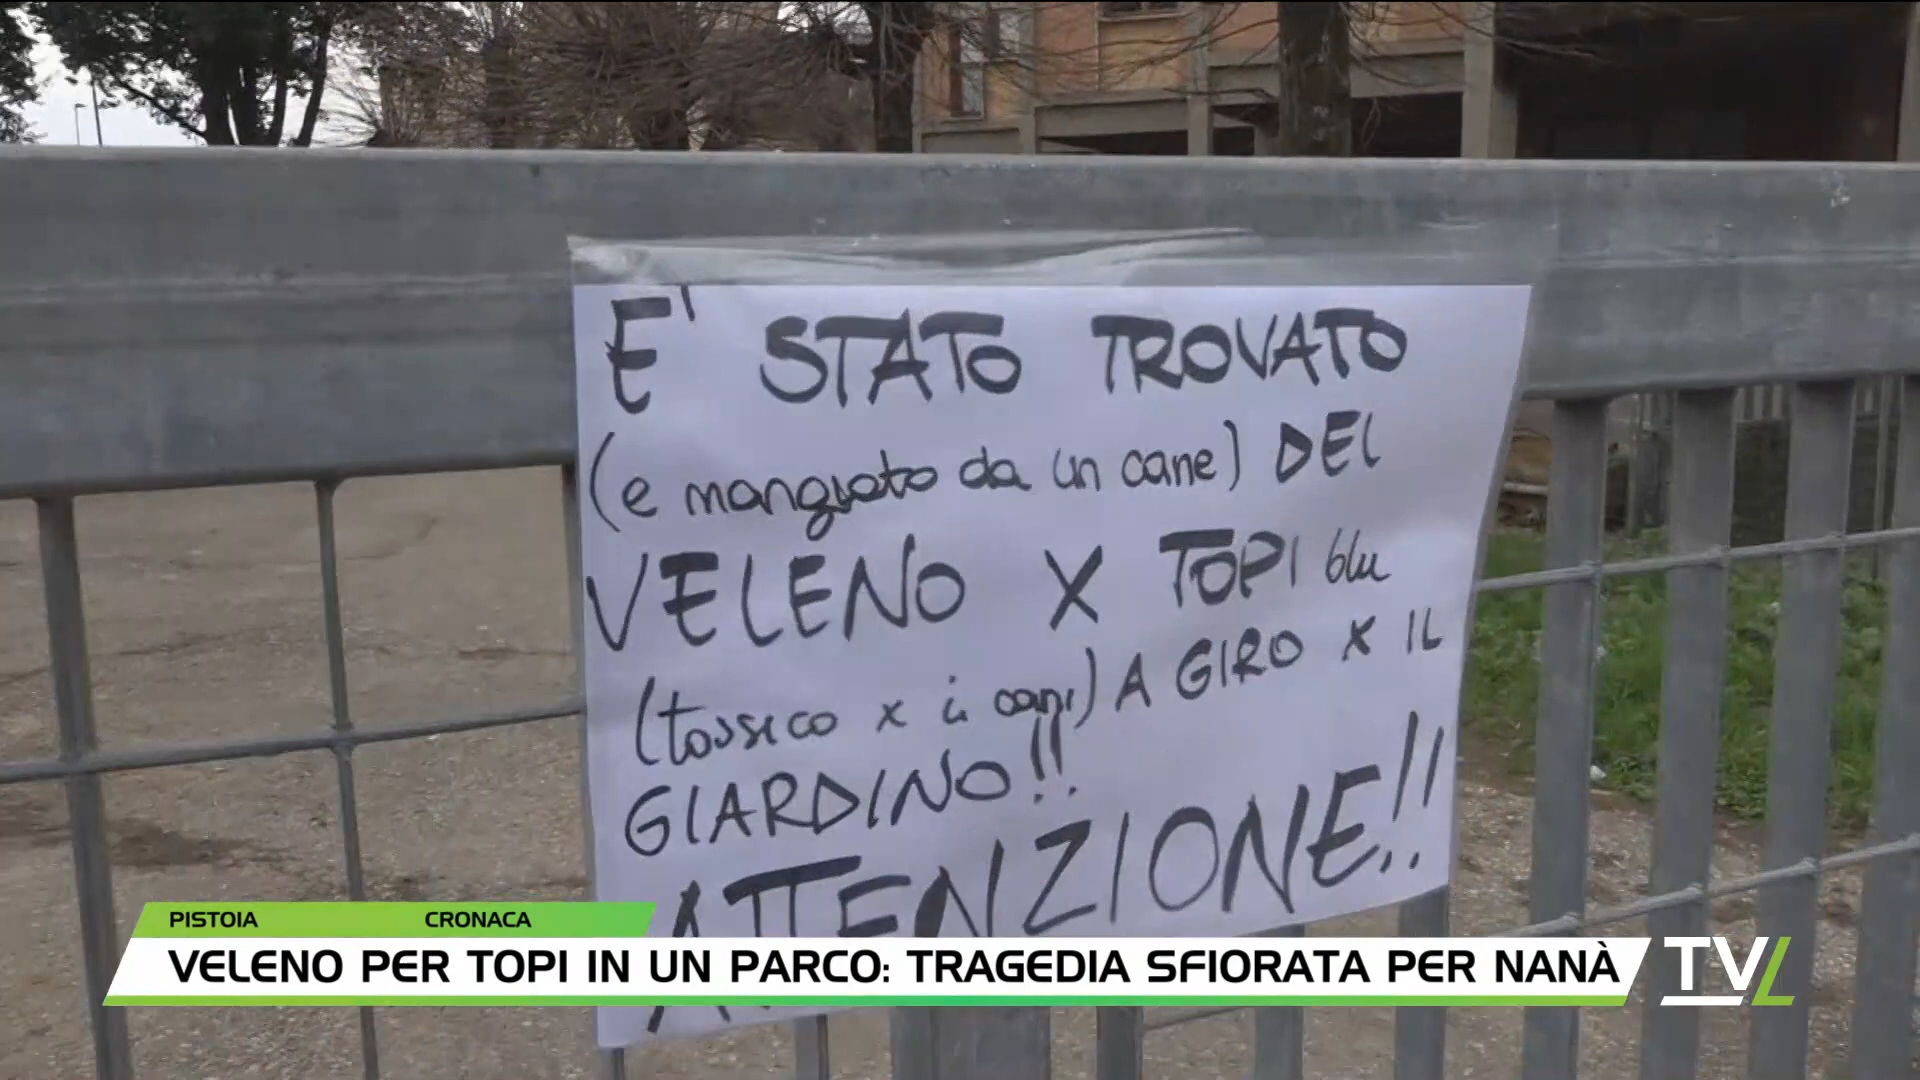 E' STATO TROVATO
(e mangiato da un cane) DEL
VELENO X TOPI blu
(tossico x i cani) A GIRO X IL
GIARDINO!!
ATTENZIONE!!
PISTOIA CRONACA
VELENO PER TOPI IN UN PARCO: TRAGEDIA SFIORATA PER NANÀ
TVL